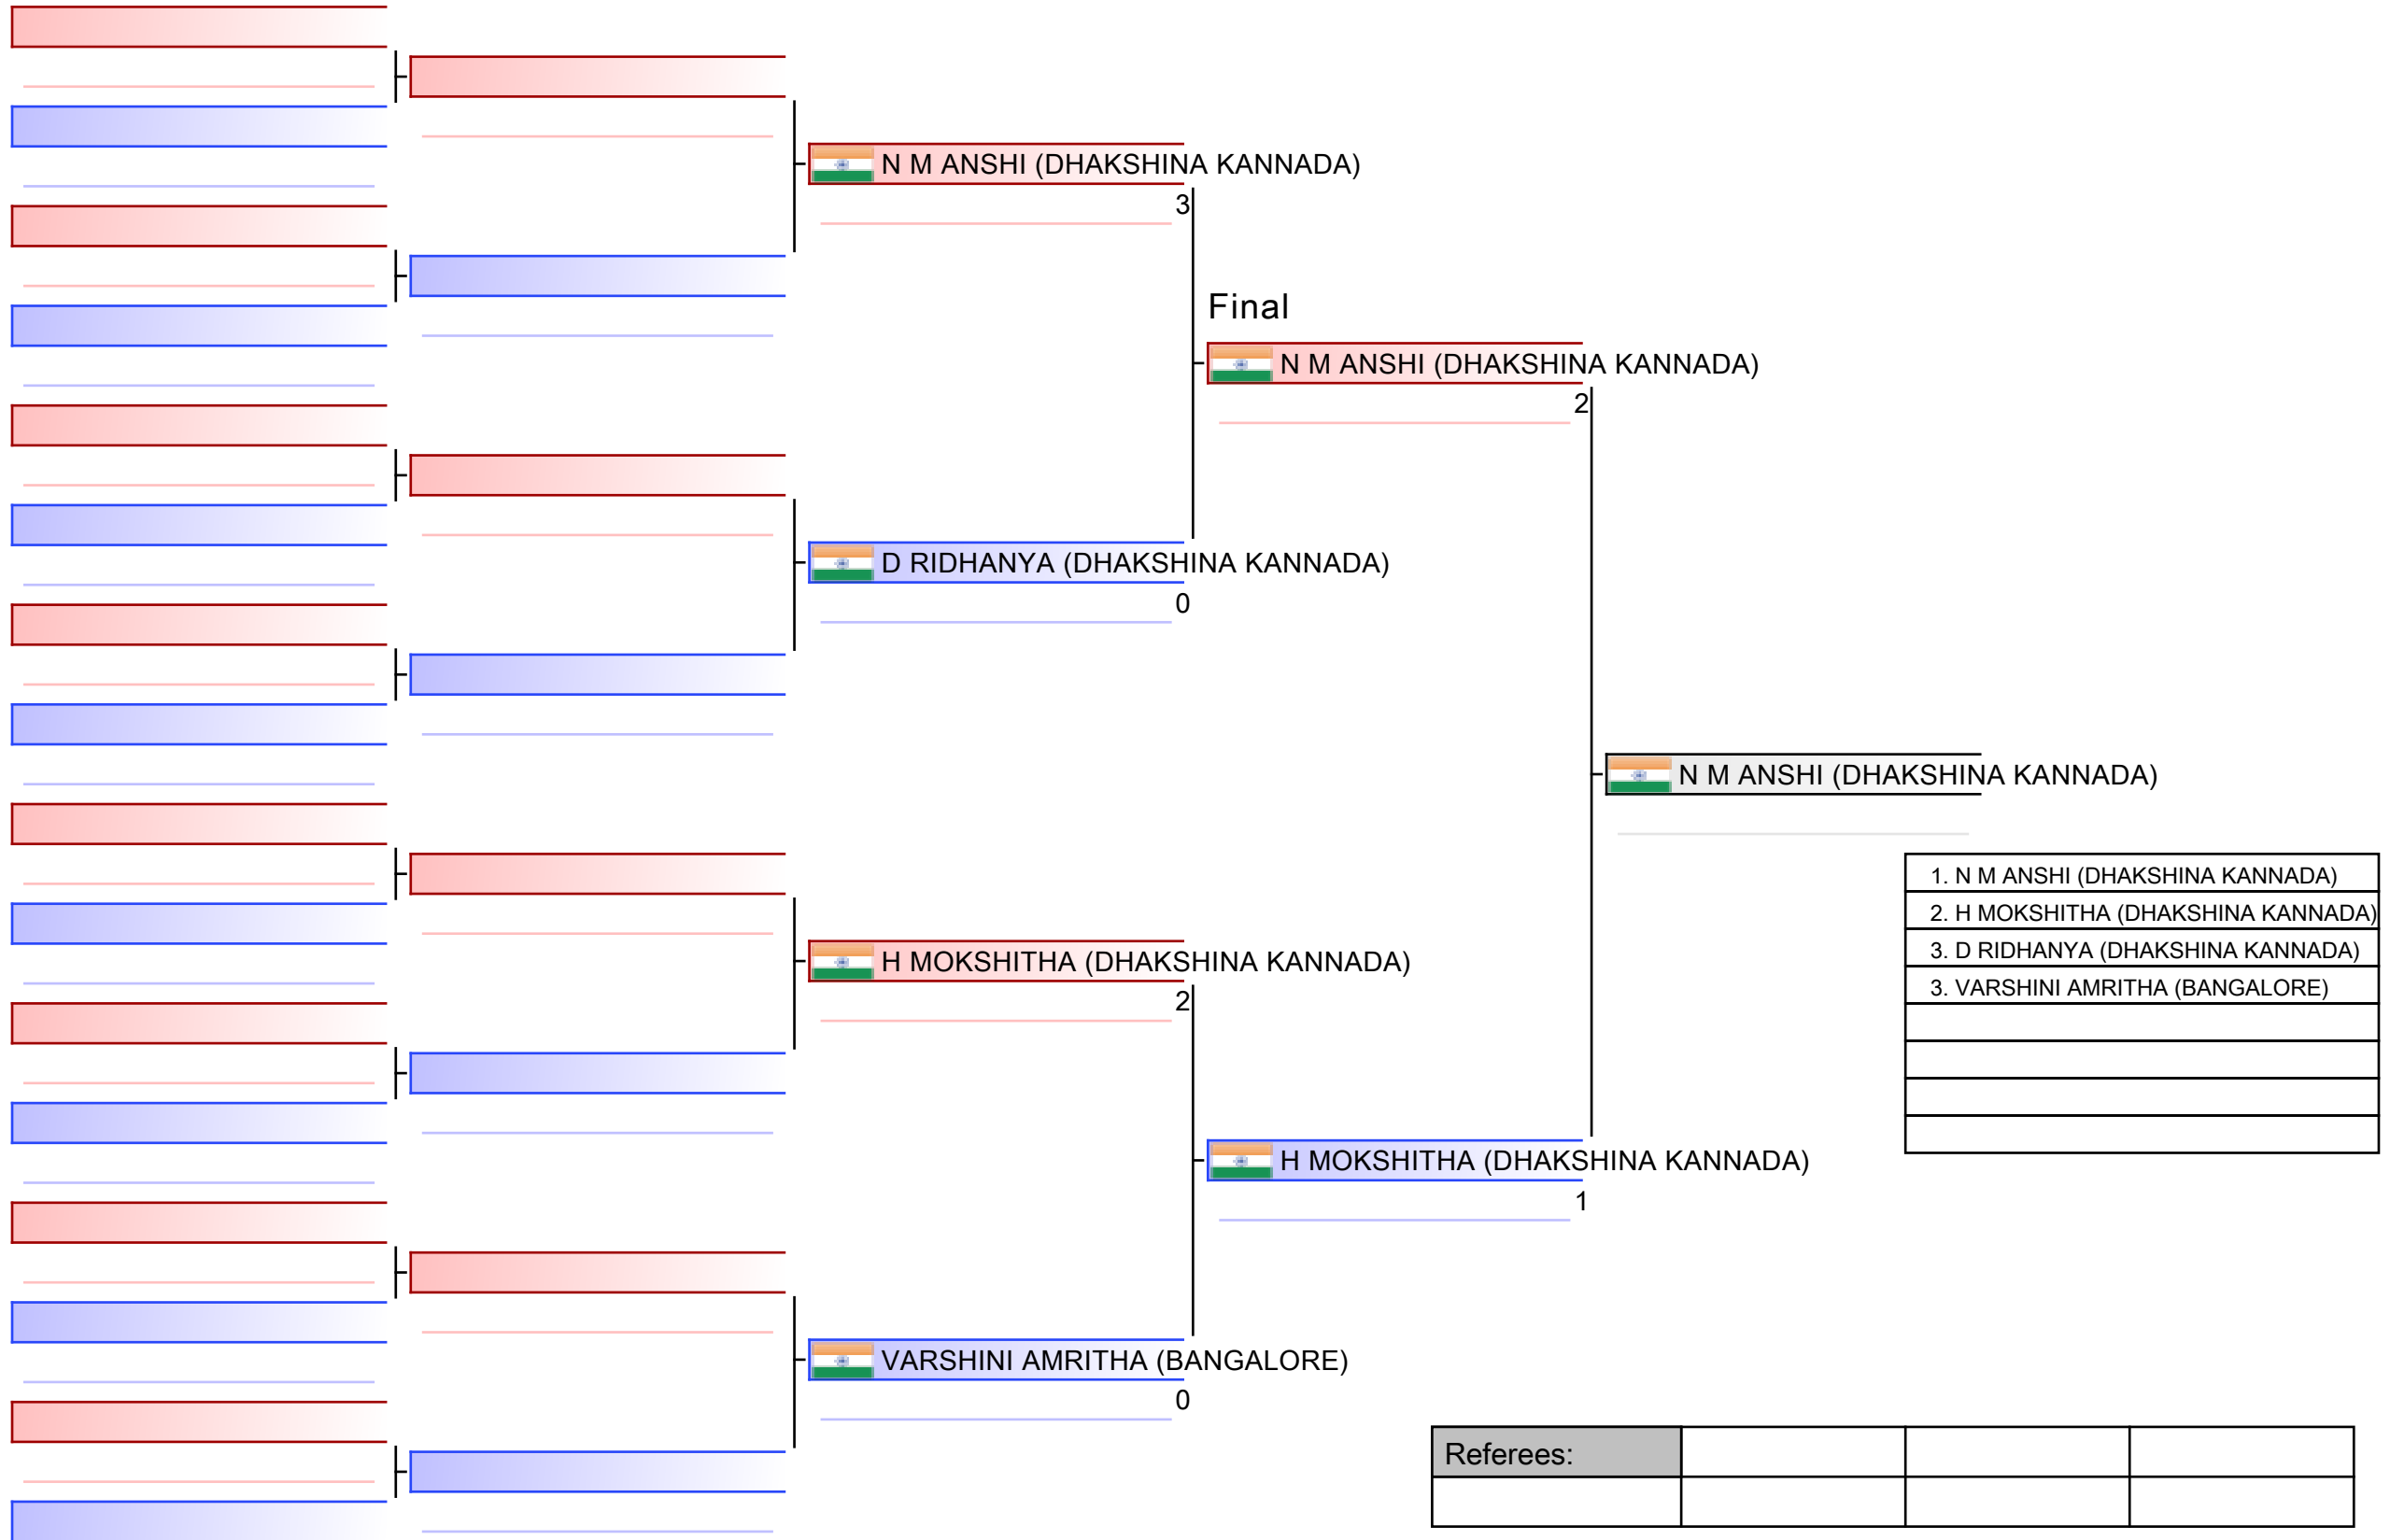 N M ANSHI (DHAKSHINA KANNADA)
3
Final
N M ANSHI (DHAKSHINA KANNADA)
2
D RIDHANYA (DHAKSHINA KANNADA)
0
N M ANSHI (DHAKSHINA KANNADA)
1. N M ANSHI (DHAKSHINA KANNADA)
2. H MOKSHITHA (DHAKSHINA KANNADA)
3. D RIDHANYA (DHAKSHINA KANNADA)
3. VARSHINI AMRITHA (BANGALORE)
H MOKSHITHA (DHAKSHINA KANNADA)
2
H MOKSHITHA (DHAKSHINA KANNADA)
1
VARSHINI AMRITHA (BANGALORE)
0
Referees: